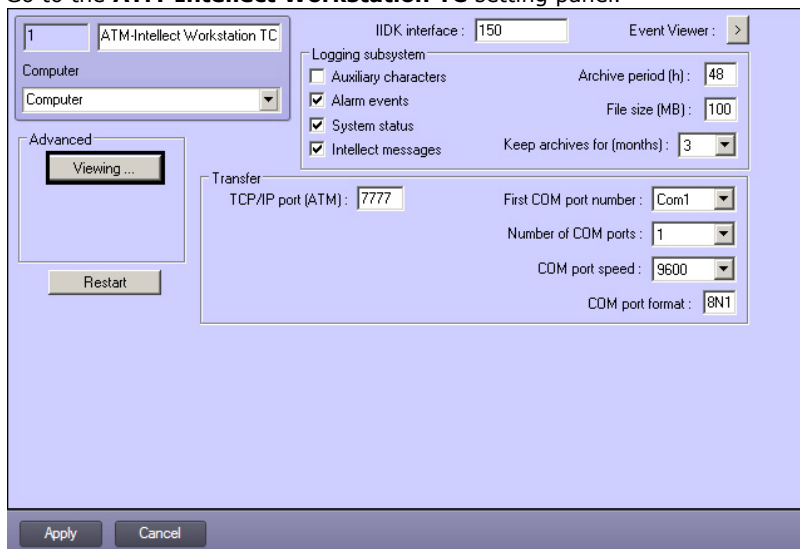 Go to the ATM-Intellect Workstation TC setting panel.
1 ATM-Intellect Workstation TC
IIDK interface : 150
Event Viewer : >
Computer
Computer
Logging subsystem
Auxiliary characters
Archive period (h) : 48
Alarm events
File size (MB) : 100
System status
Intellect messages
Keep archives for (months) : 3
Advanced
Viewing ...
Restart
Transfer
TCP/IP port (ATM) : 7777
First COM port number : Com1
Number of COM ports : 1
COM port speed : 9600
COM port format : 8N1
Apply Cancel